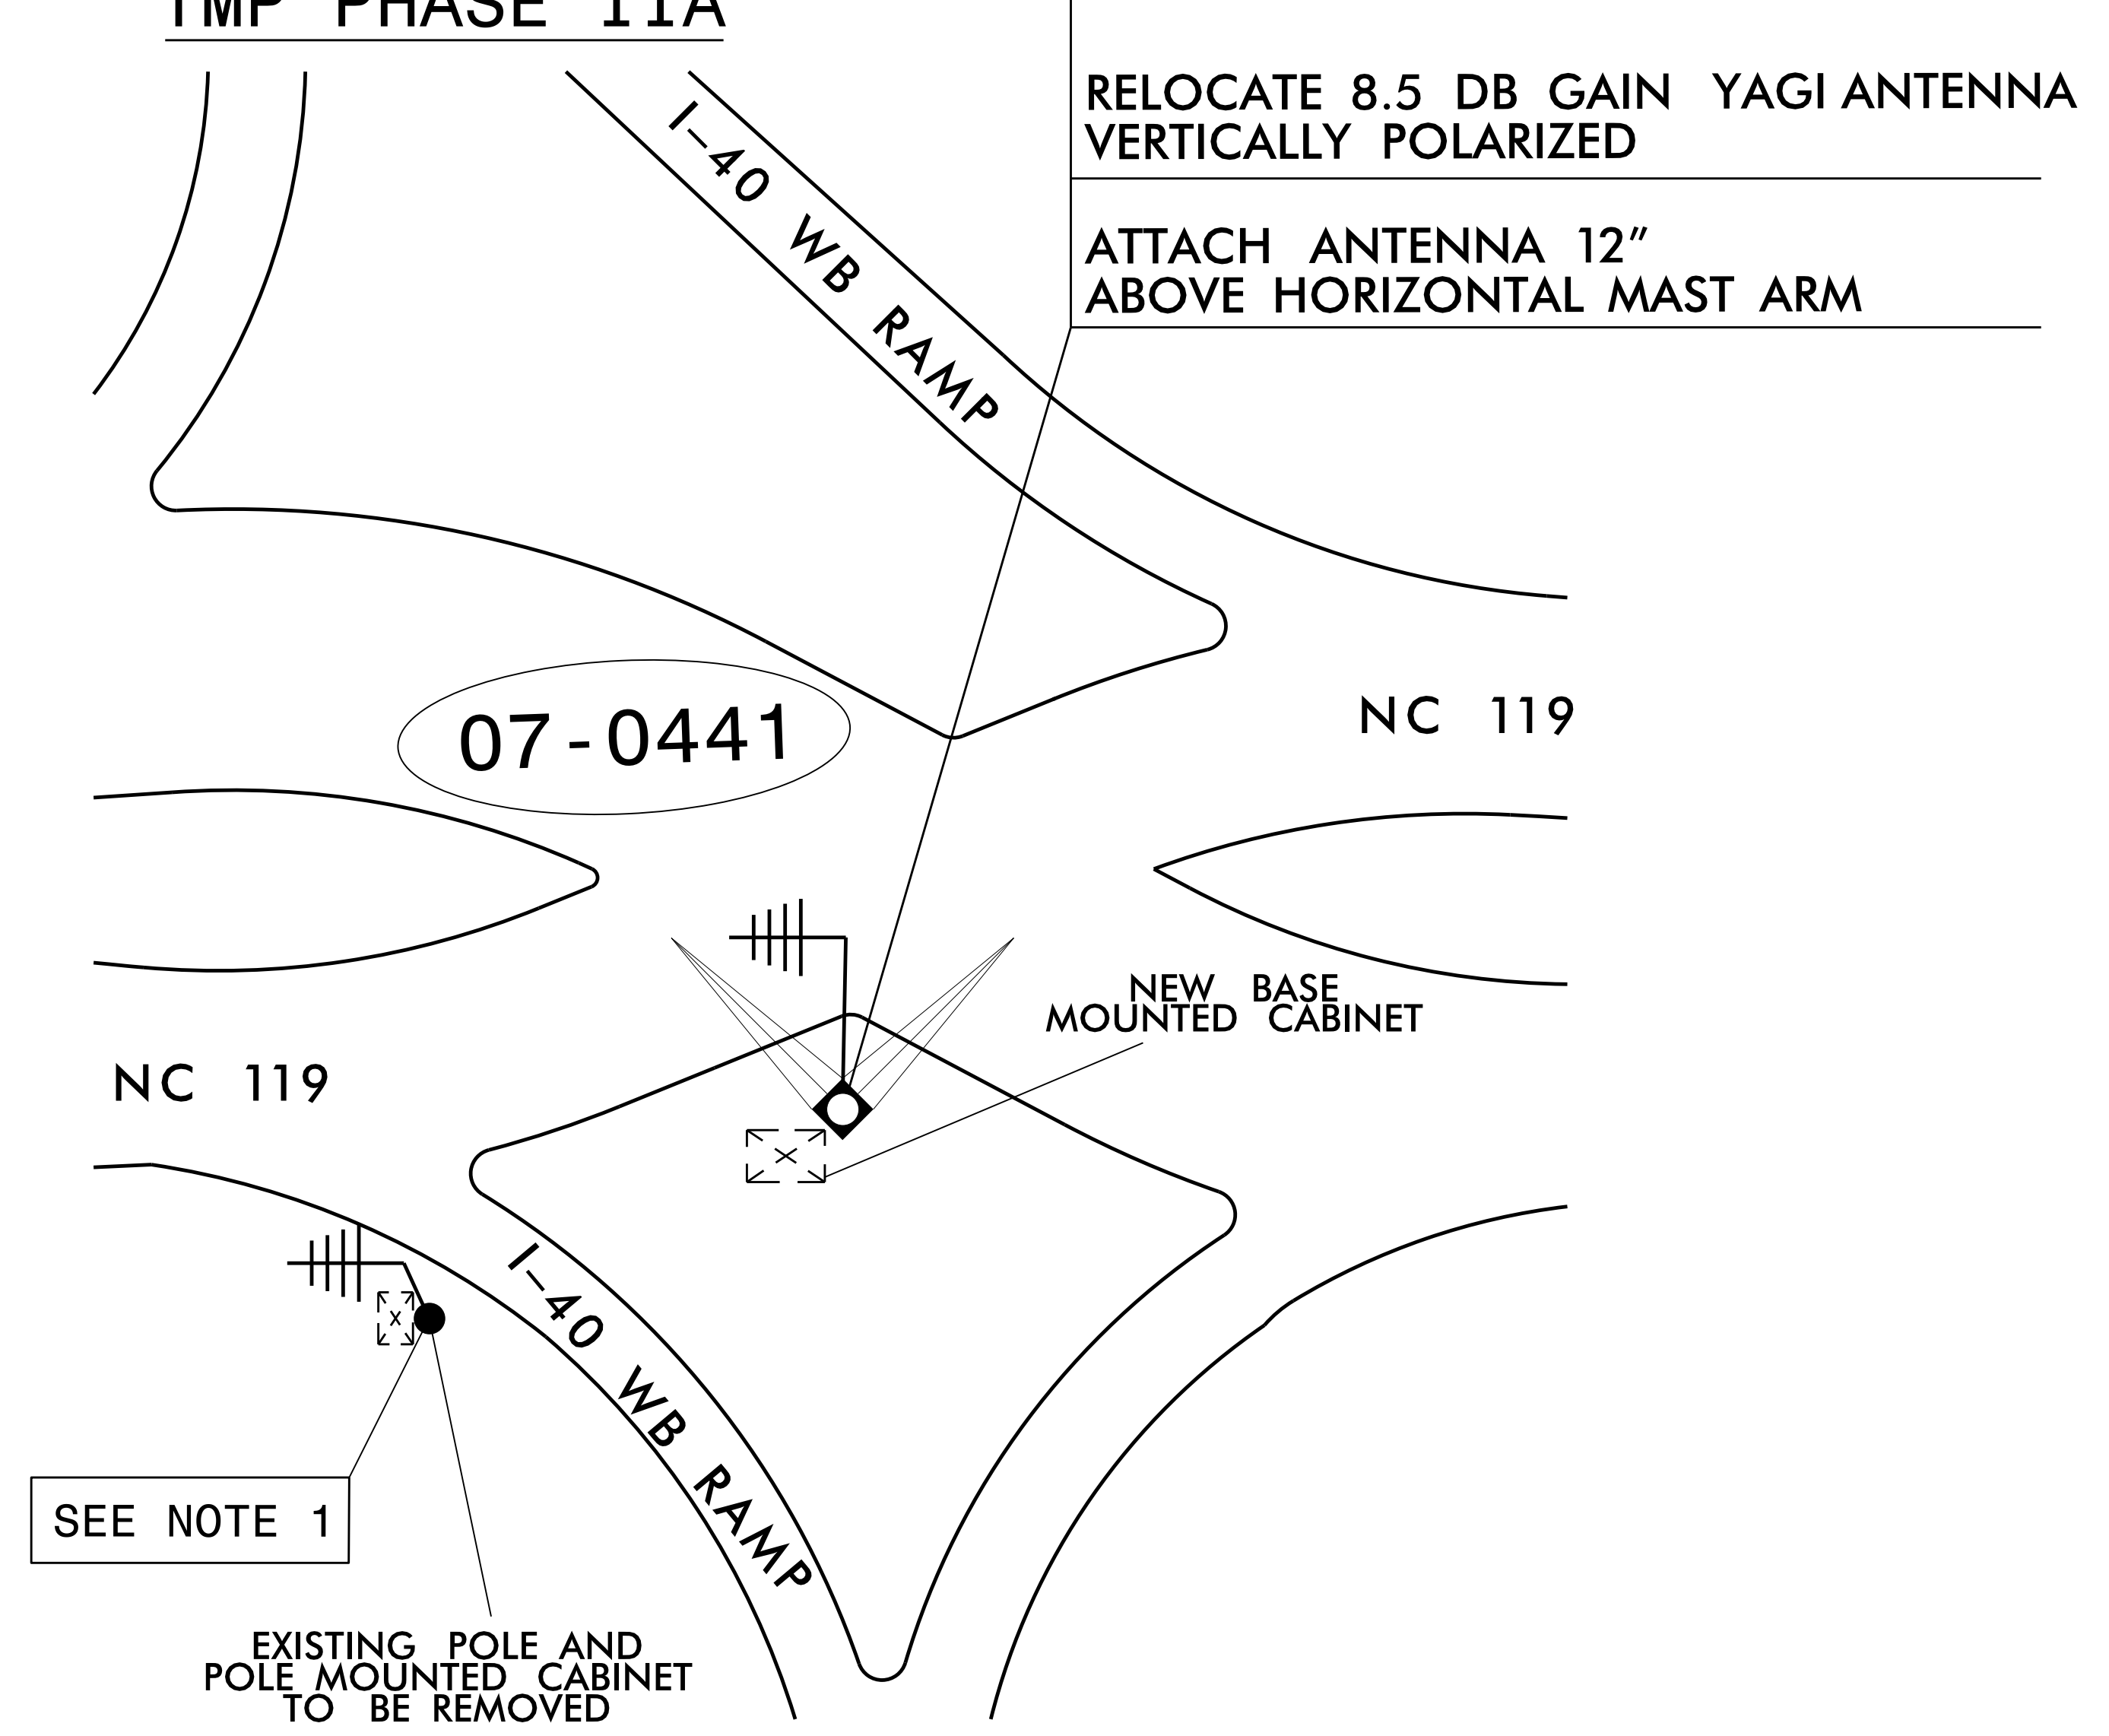 TMP PHASE IIA
RELOCATE 8.5 DB GAIN YAGI ANTENNA
VERTICALLY POLARIZED
ATTACH ANTENNA 12"
ABOVE HORIZONTAL MAST ARM
I-40 WB RAMP
07-0441
NC 119
NEW BASE
MOUNTED CABINET
NC 119
I-40 WB RAMP
SEE NOTE 1
EXISTING POLE AND
POLE MOUNTED CABINET
TO BE REMOVED